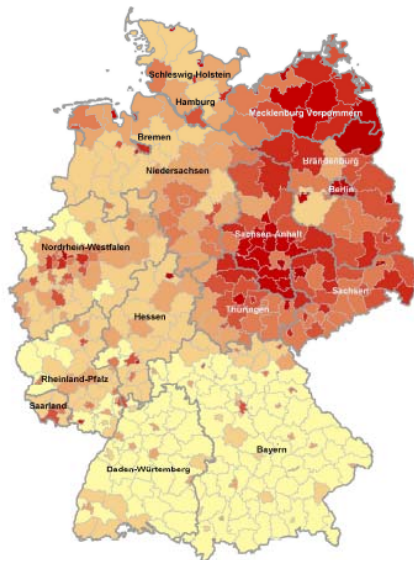 Schleswig-Holstein
Hamburg
Mecklenburg Vorpommern
Bremen
Brandenburg
Niedersachsen
Berlin
Sachsen-Anhalt
Nordrhein-Westfalen
Sachsen
Hessen
Thüringen
Rheinland-Pfalz
Saarland
Bayern
Baden-Würtemberg